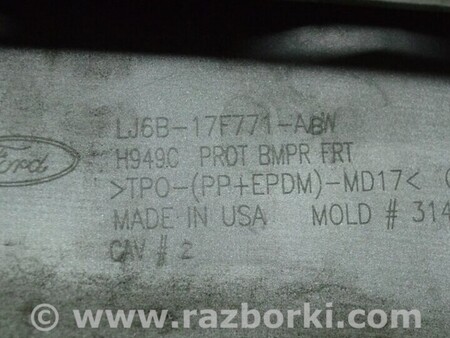 LJ6B-17F771-ABW
Ford
H949C PROT BMPR FRT
>TPO-(PP+EPDM)-MD17< (
MADE IN USA MOLD # 314
CAV # 2
© www.razborki.com